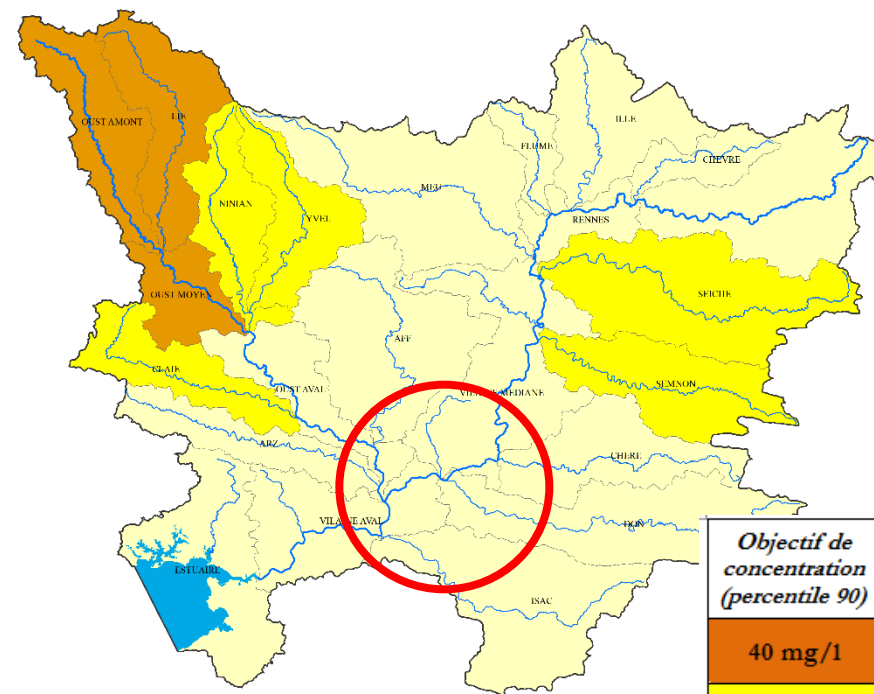 OUST AMONT
LIE
ILLE
FLUME
CHEVRE
MEU
NINIAN
YVEL
RENNES
OUST MOYEN
SEICHE
AFF
CLAIE
OUST AVAL
SEMNON
VILAINE MEDIANE
ARZ
CHERE
VILAINE AVAL
DON
ESTUAIRE
ISAC
Objectif de
concentration
(percentile 90)
40 mg/1